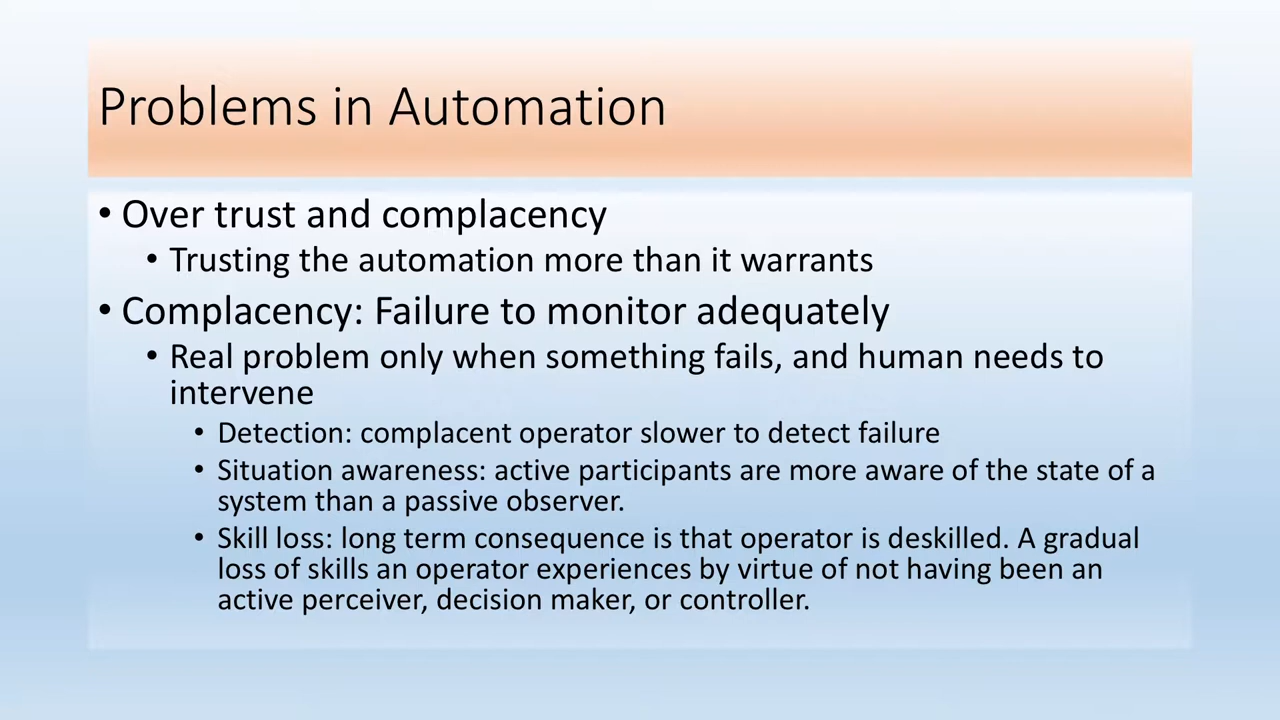 Problems in Automation
• Over trust and complacency
• Trusting the automation more than it warrants
• Complacency: Failure to monitor adequately
• Real problem only when something fails, and human needs to
intervene
• Detection: complacent operator slower to detect failure
• Situation awareness: active participants are more aware of the state of a
system than a passive observer.
• Skill loss: long term consequence is that operator is deskilled. A gradual
loss of skills an operator experiences by virtue of not having been an
active perceiver, decision maker, or controller.